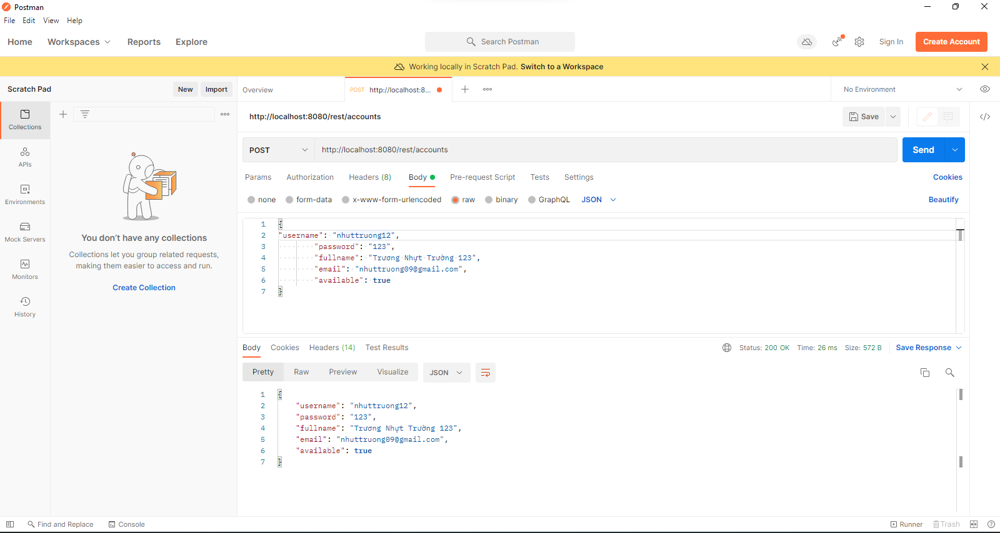 Postman
File Edit View Help
Home Workspaces Reports Explore Search Postman Sign In Create Account
Working locally in Scratch Pad. Switch to a Workspace
Scratch Pad New Import Overview POST http://localhost:8... No Environment
Collections
APIs
Environments
Mock Servers
Monitors
History
You don't have any collections
Collections let you group related requests,
making them easier to access and run.
Create Collection
http://localhost:8080/rest/accounts Save
POST http://localhost:8080/rest/accounts Send
Params Authorization Headers (8) Body Pre-request Script Tests Settings Cookies
none form-data x-www-form-urlencoded raw binary GraphQL JSON Beautify
1 {
2 "username": "nhuttruong12",
3 "password": "123",
4 "fullname": "Trương Nhựt Trường 123",
5 "email": "nhuttruong09@gmail.com",
6 "available": true
7 }
Body Cookies Headers (14) Test Results Status: 200 OK Time: 26 ms Size: 572 B Save Response
Pretty Raw Preview Visualize JSON
1 {
2 "username": "nhuttruong12",
3 "password": "123",
4 "fullname": "Trương Nhựt Trường 123",
5 "email": "nhuttruong09@gmail.com",
6 "available": true
7 }
Find and Replace Console Runner Trash